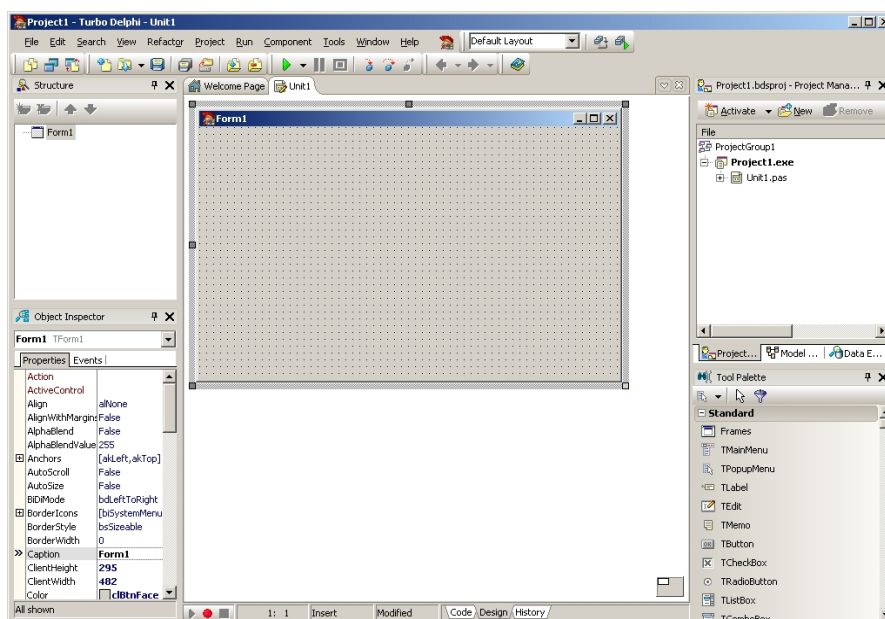 Project1 - Turbo Delphi - Unit1
File Edit Search View Refactor Project Run Component Tools Window Help Default Layout
Structure
Form1
Welcome Page Unit1
Form1
Project1.bdsproj - Project Mana...
Activate New Remove
File
ProjectGroup1
Project1.exe
Unit1.pas
Project... Model ... Data E...
Object Inspector
Form1 TForm1
Properties Events
Action
ActiveControl
Align alNone
AlignWithMargins False
AlphaBlend False
AlphaBlendValue 255
Anchors [akLeft,akTop]
AutoScroll False
AutoSize False
BiDiMode bdLeftToRight
BorderIcons [biSystemMenu
BorderStyle bsSizeable
BorderWidth 0
Caption Form1
ClientHeight 295
ClientWidth 482
Color clBtnFace
All shown
1: 1 Insert Modified Code Design History
Tool Palette
Standard
Frames
TMainMenu
TPopupMenu
TLabel
TEdit
TMemo
TButton
TCheckBox
TRadioButton
TListBox
TComboBox